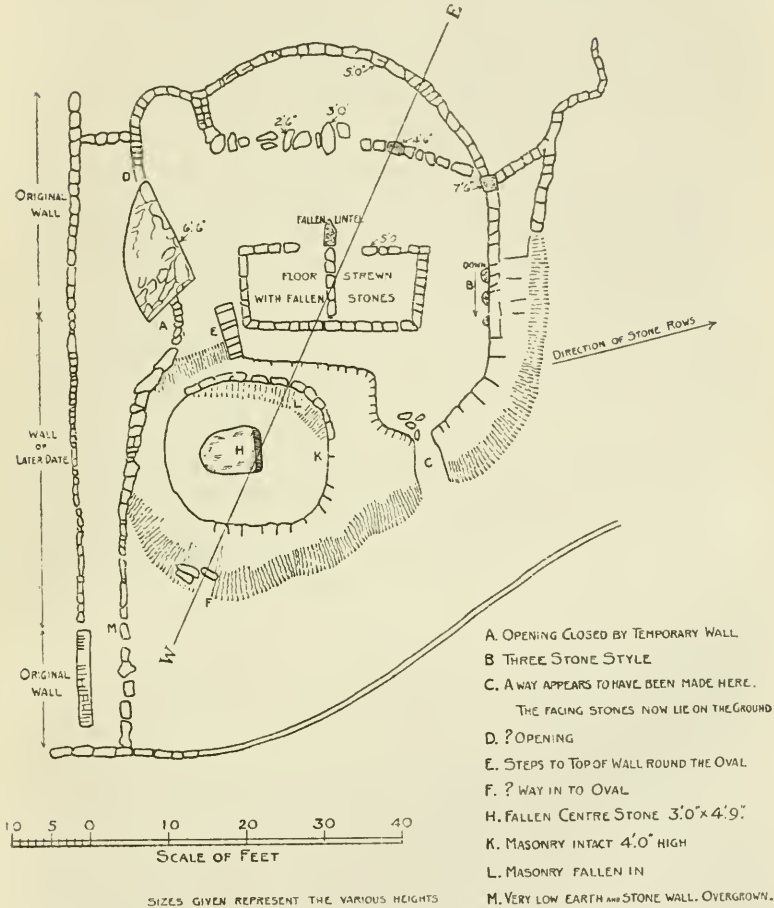 E
5'.0"
3'.0'
2'.6"
4'.6"
7'.6"
D
ORIGINAL
WALL
6'.6"
FALLEN LINTEL
5'.0
FLOOR STREWN
WITH FALLEN STONES
DOWN
B
A
E
DIRECTION OF STONE ROWS
L
WALL
OF
LATER DATE
H
K
C
F
M
W
ORIGINAL
WALL
A. OPENING CLOSED BY TEMPORARY WALL
B THREE STONE STYLE
C. A WAY APPEARS TO HAVE BEEN MADE HERE.
THE FACING STONES NOW LIE ON THE GROUND
D. ? OPENING
E. STEPS TO TOP OF WALL ROUND THE OVAL
F. ? WAY IN TO OVAL
H. FALLEN CENTRE STONE 3'.0" × 4'.9".
K. MASONRY INTACT 4'.0" HIGH
L. MASONRY FALLEN IN
M. VERY LOW EARTH AND STONE WALL. OVERGROWN.
10 5 0 10 20 30 40
SCALE OF FEET
SIZES GIVEN REPRESENT THE VARIOUS HEIGHTS